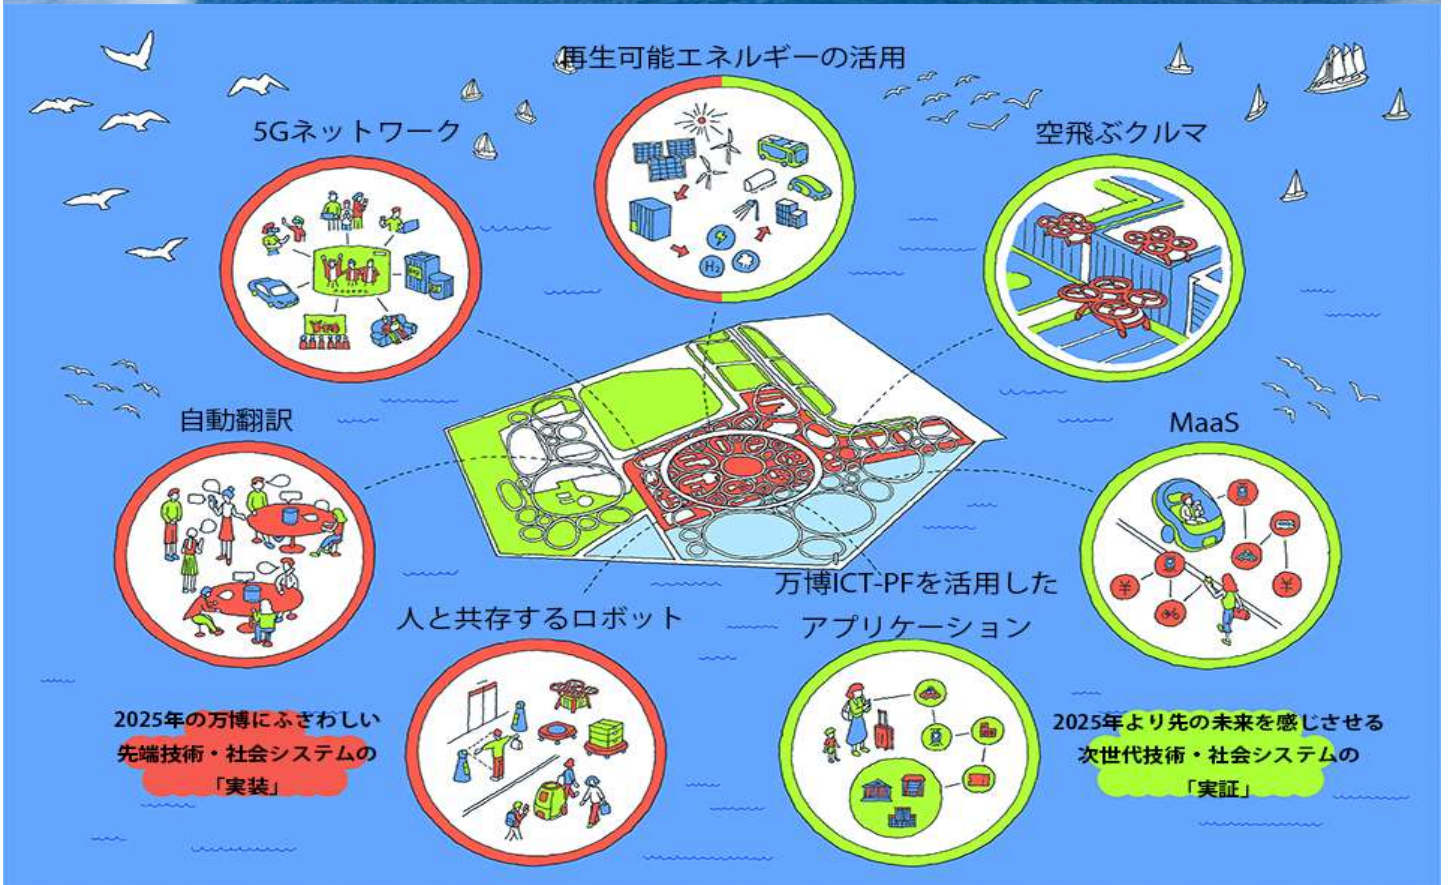 再生可能エネルギーの活用
5Gネットワーク
空飛ぶクルマ
自動翻訳
MaaS
H₂
¥
¥
人と共存するロボット
万博ICT-PFを活用した
アプリケーション
2025年の万博にふさわしい
先端技術・社会システムの
「実装」
2025年より先の未来を感じさせる
次世代技術・社会システムの
「実証」